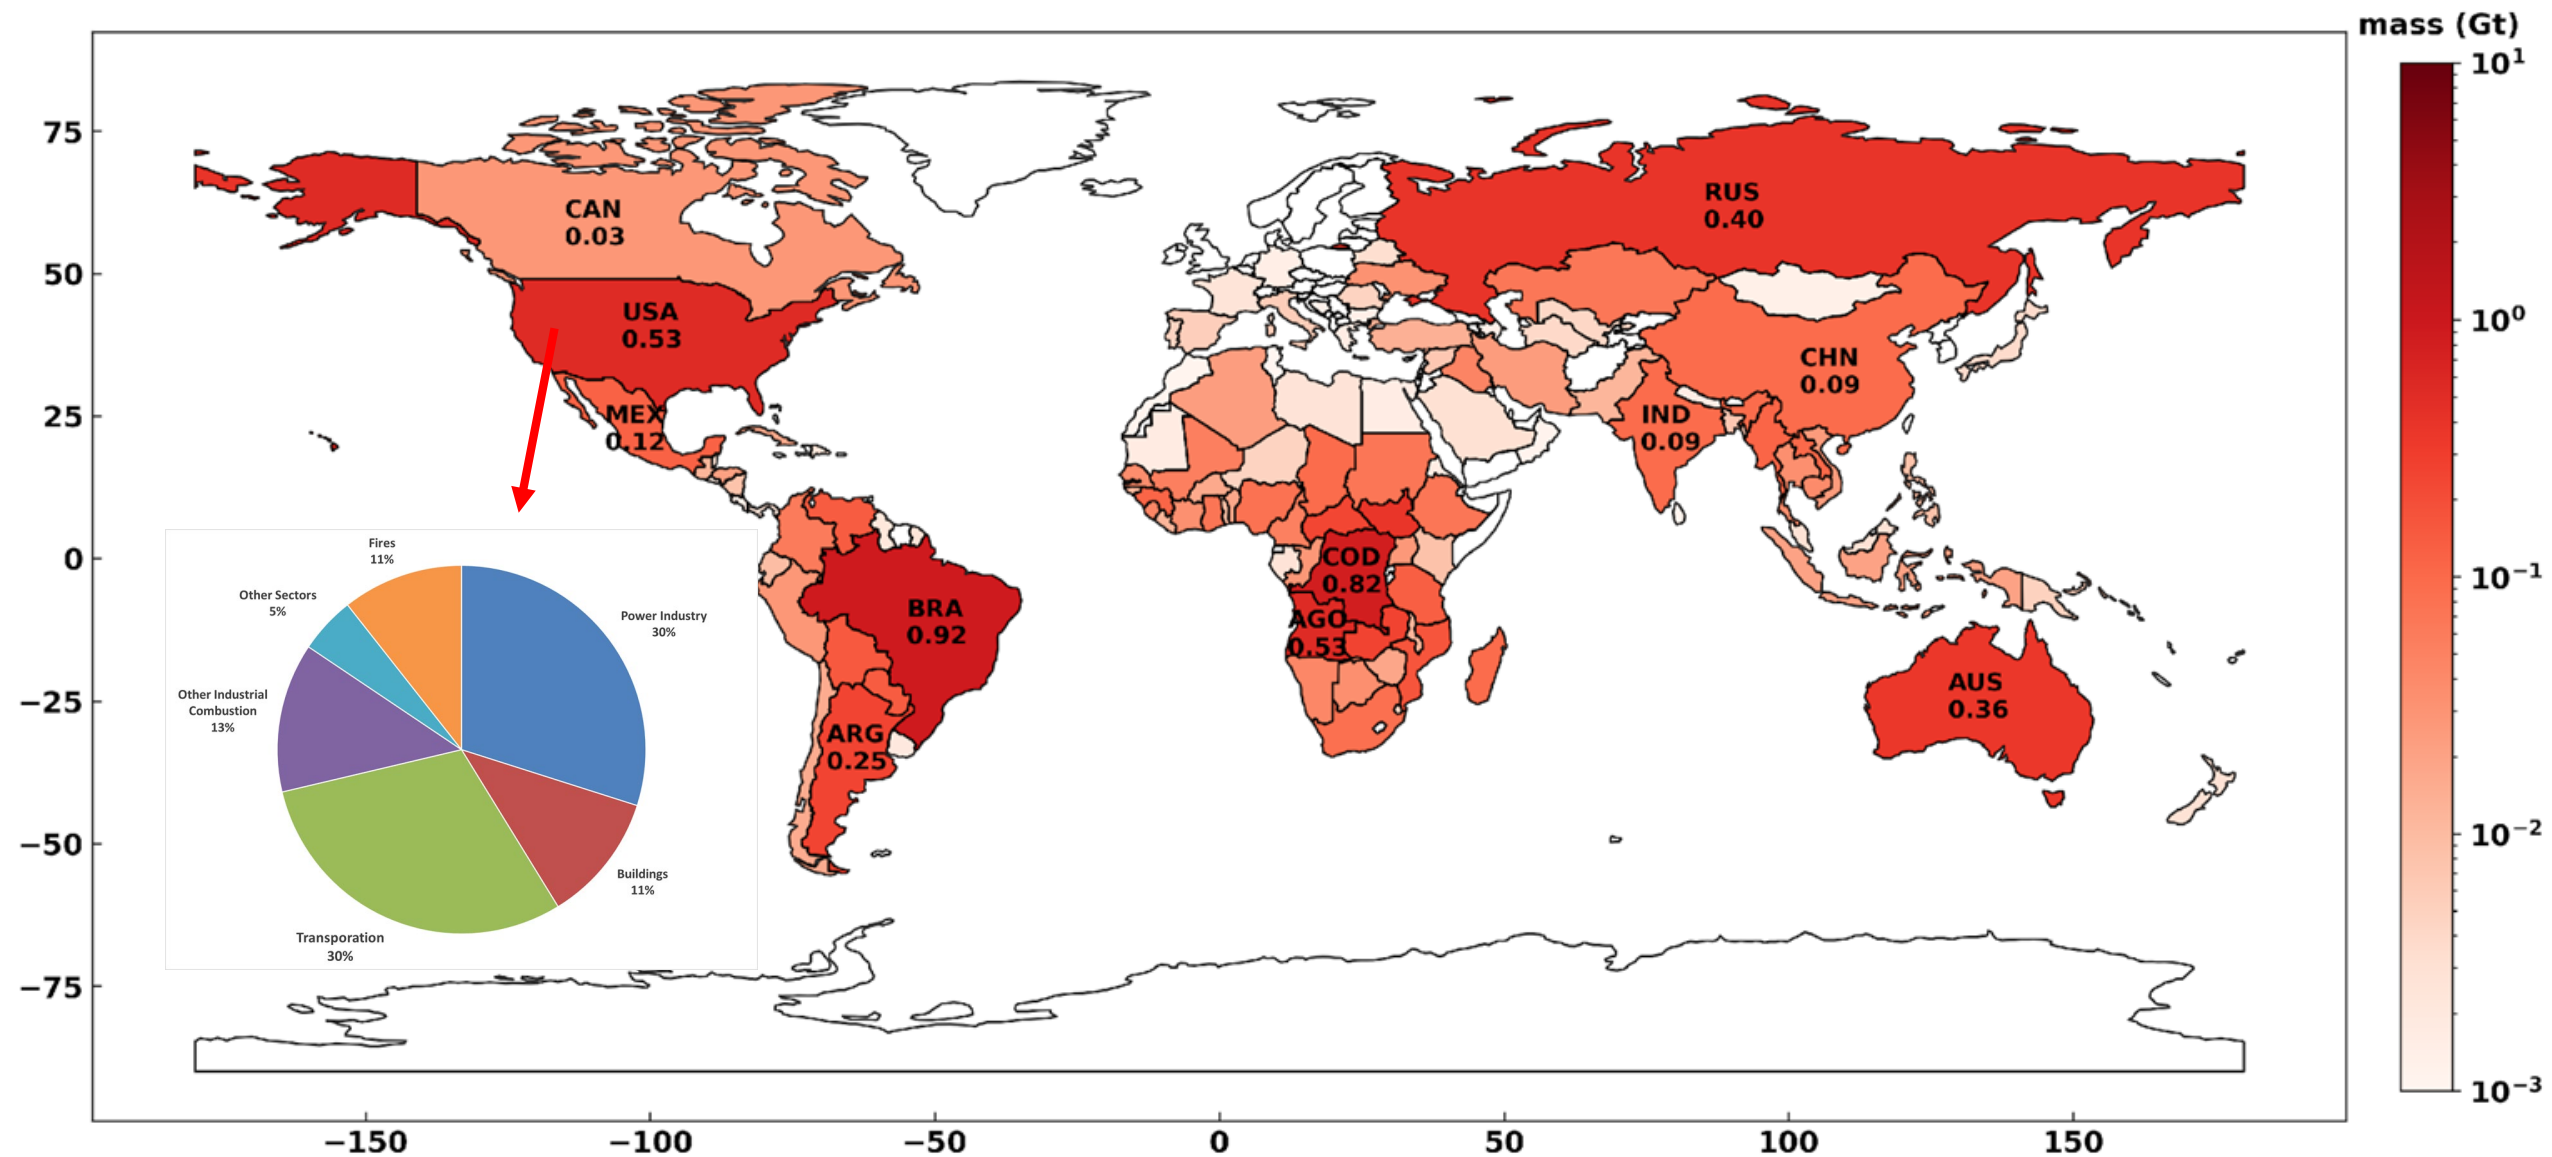 mass (Gt)
10¹
10⁰
10⁻¹
10⁻²
10⁻³
75
50
25
0
−25
−50
−75
−150
−100
−50
0
50
100
150
CAN
0.03
USA
0.53
MEX
0.12
RUS
0.40
CHN
0.09
IND
0.09
COD
0.82
AGO
0.53
BRA
0.92
ARG
0.25
AUS
0.36
Fires
11%
Other Sectors
5%
Power Industry
30%
Other Industrial
Combustion
13%
Buildings
11%
Transporation
30%